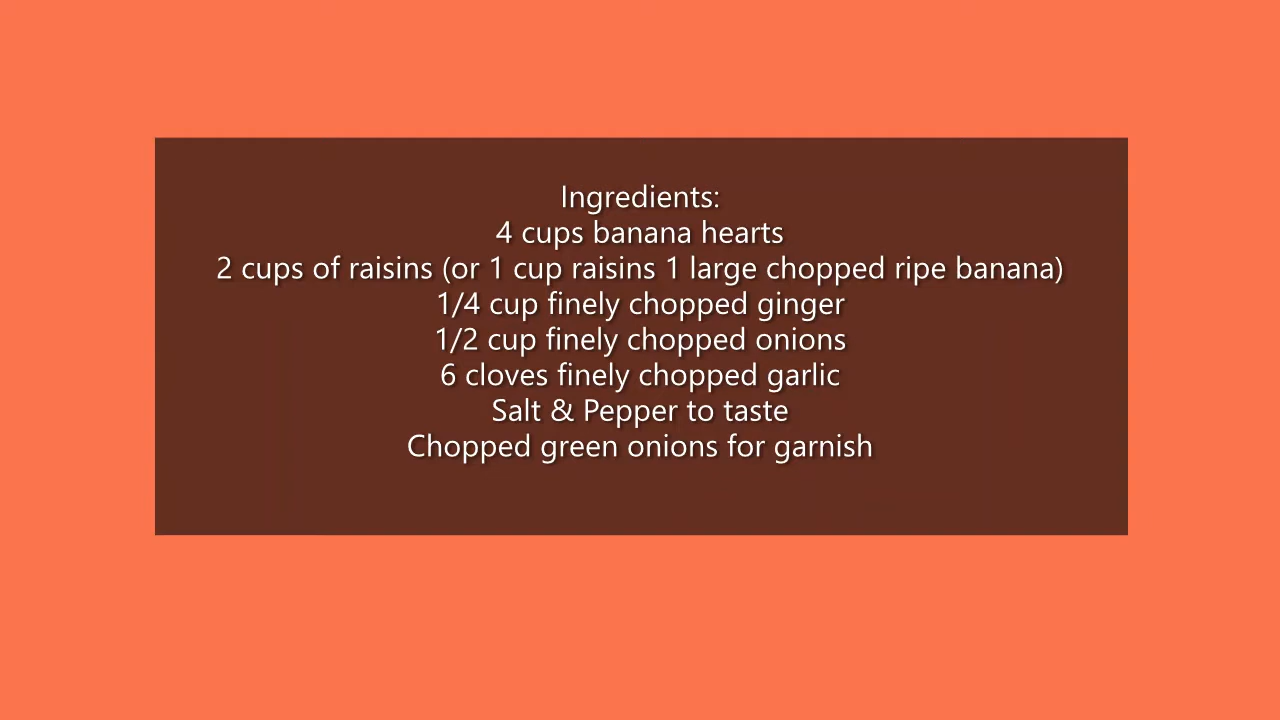 Ingredients:
4 cups banana hearts
2 cups of raisins (or 1 cup raisins 1 large chopped ripe banana)
1/4 cup finely chopped ginger
1/2 cup finely chopped onions
6 cloves finely chopped garlic
Salt & Pepper to taste
Chopped green onions for garnish